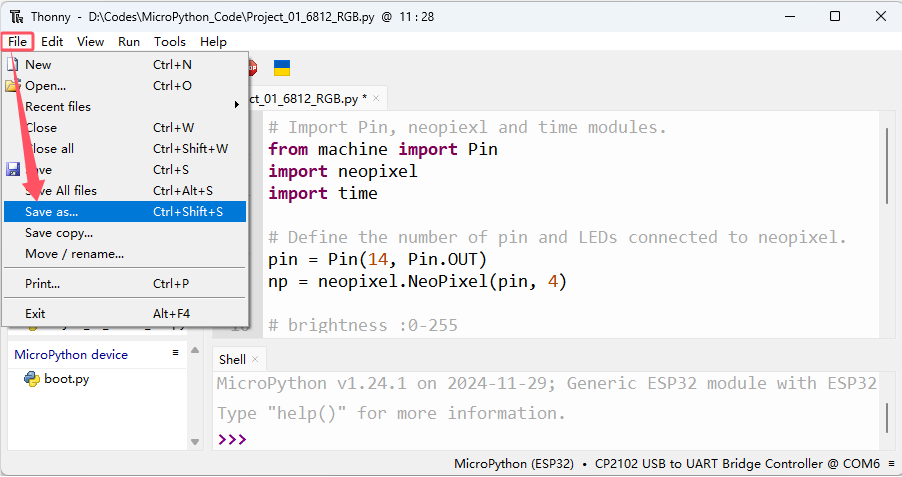 Thonny - D:\Codes\MicroPython_Code\Project_01_6812_RGB.py @ 11 : 28
File Edit View Run Tools Help
New Ctrl+N
Open... Ctrl+O
Recent files
Close Ctrl+W
Close all Ctrl+Shift+W
Save Ctrl+S
Save All files Ctrl+Alt+S
Save as... Ctrl+Shift+S
Save copy...
Move / rename...
Print... Ctrl+P
Exit Alt+F4
ct_01_6812_RGB.py *
# Import Pin, neopiexl and time modules.
from machine import Pin
import neopixel
import time
# Define the number of pin and LEDs connected to neopixel.
pin = Pin(14, Pin.OUT)
np = neopixel.NeoPixel(pin, 4)
# brightness :0-255
MicroPython device
boot.py
Shell
MicroPython v1.24.1 on 2024-11-29; Generic ESP32 module with ESP32
Type "help()" for more information.
>>>
MicroPython (ESP32) • CP2102 USB to UART Bridge Controller @ COM6